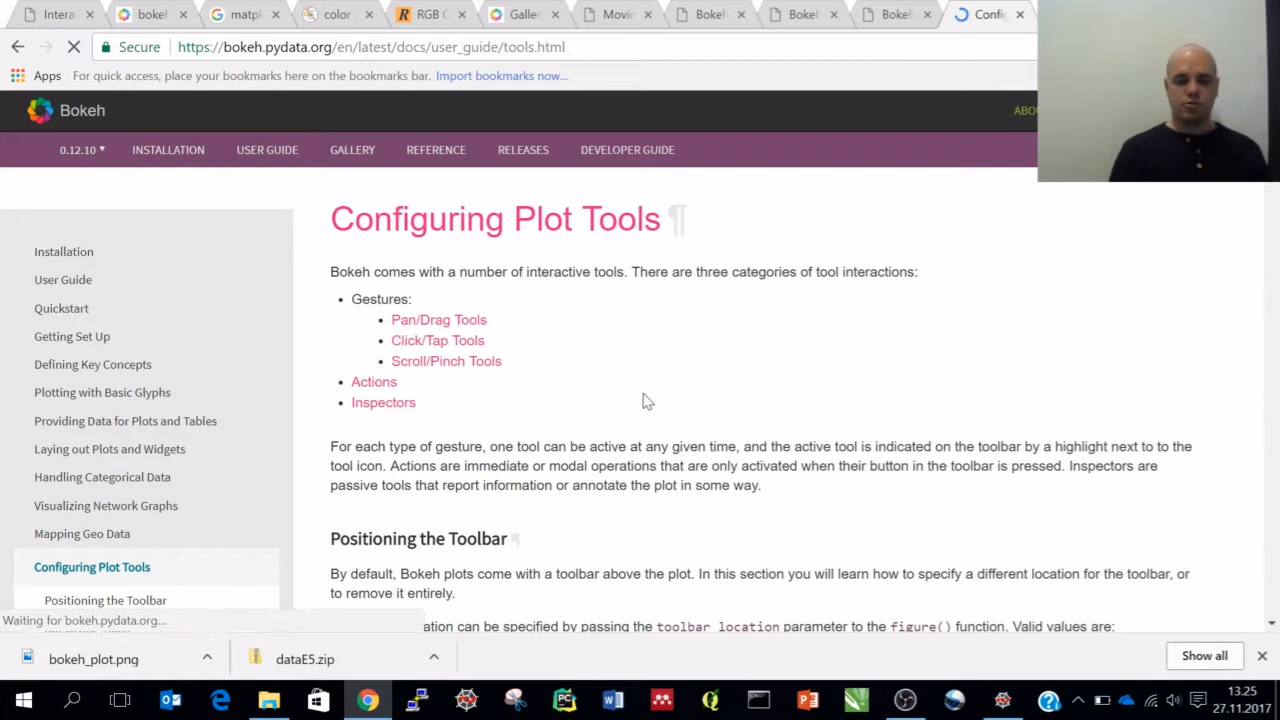 Intera
bokeh
matpl
color
RGB C
Galler
Movie
Bokeh
Bokeh
Bokeh
Confi
Secure https://bokeh.pydata.org/en/latest/docs/user_guide/tools.html
Apps For quick access, place your bookmarks here on the bookmarks bar. Import bookmarks now...
Bokeh
ABO
0.12.10 INSTALLATION USER GUIDE GALLERY REFERENCE RELEASES DEVELOPER GUIDE
Installation
User Guide
Quickstart
Getting Set Up
Defining Key Concepts
Plotting with Basic Glyphs
Providing Data for Plots and Tables
Laying out Plots and Widgets
Handling Categorical Data
Visualizing Network Graphs
Mapping Geo Data
Configuring Plot Tools
Positioning the Toolbar
Configuring Plot Tools ¶
Bokeh comes with a number of interactive tools. There are three categories of tool interactions:
• Gestures:
• Pan/Drag Tools
• Click/Tap Tools
• Scroll/Pinch Tools
• Actions
• Inspectors
For each type of gesture, one tool can be active at any given time, and the active tool is indicated on the toolbar by a highlight next to to the
tool icon. Actions are immediate or modal operations that are only activated when their button in the toolbar is pressed. Inspectors are
passive tools that report information or annotate the plot in some way.
Positioning the Toolbar ¶
By default, Bokeh plots come with a toolbar above the plot. In this section you will learn how to specify a different location for the toolbar, or
to remove it entirely.
ation can be specified by passing the toolbar_location parameter to the figure() function. Valid values are:
Waiting for bokeh.pydata.org...
bokeh_plot.png
dataE5.zip
Show all
13.25
27.11.2017